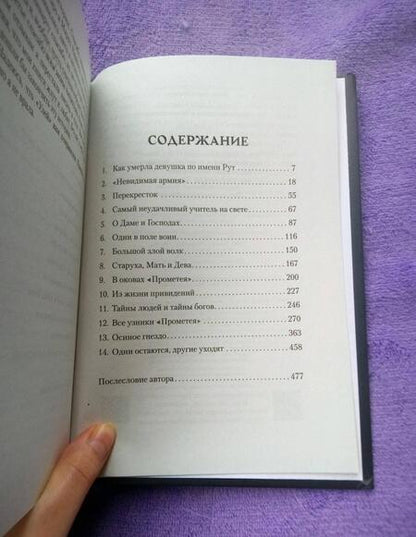 СОДЕРЖАНИЕ
1. Как умерла девушка по имени Рут 7
2. «Невидимая армия» 18
3. Перекресток 55
4. Самый неудачливый учитель на свете 67
5. О Даме и Господах 87
6. Один в поле воин 116
7. Большой злой волк 150
8. Старуха, Мать и Дева 167
9. В оковах «Прометея» 200
10. Из жизни привидений 227
11. Тайны людей и тайны богов 246
12. Все узники «Прометея» 270
13. Осиное гнездо 363
14. Одни остаются, другие уходят 458
Послесловие автора 477